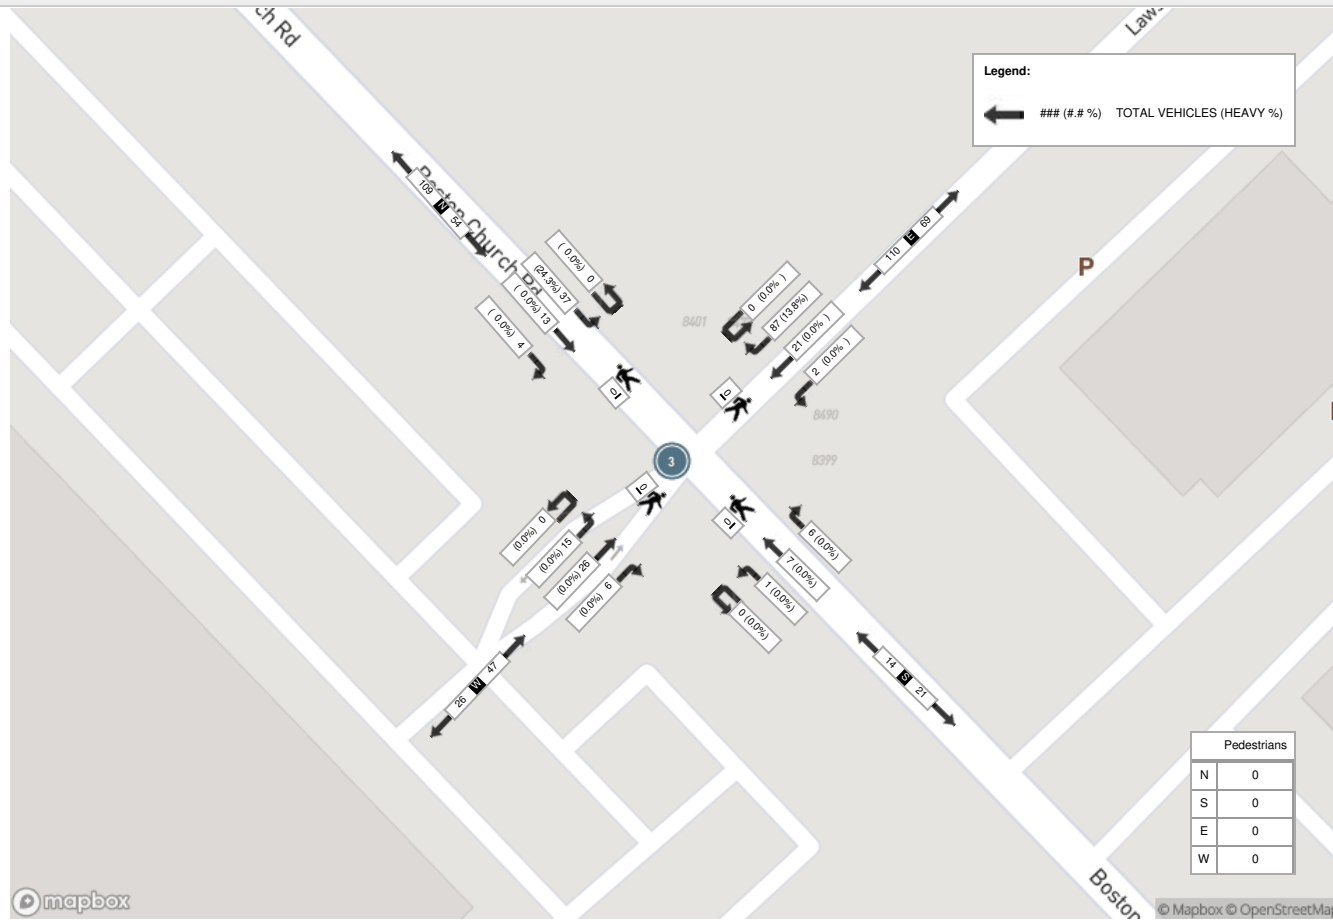 ch Rd
Laws
Legend:
### (#.# %) TOTAL VEHICLES (HEAVY %)
Boston Church Rd
109 N 54
110 E 69
( 0.0%) 0
(24.3%) 37
( 0.0%) 13
( 0.0%) 4
0 (0.0% )
87 (13.8%)
21 (0.0% )
2 (0.0% )
P
8401
8490
8399
0
0
3
0
0
(0.0%) 0
(0.0%) 15
(0.0%) 26
(0.0%) 6
6 (0.0%)
7 (0.0%)
1 (0.0%)
0 (0.0%)
26 W 47
14 S 21
Pedestrians
N 0
S 0
E 0
W 0
Boston
mapbox
© Mapbox © OpenStreetMap